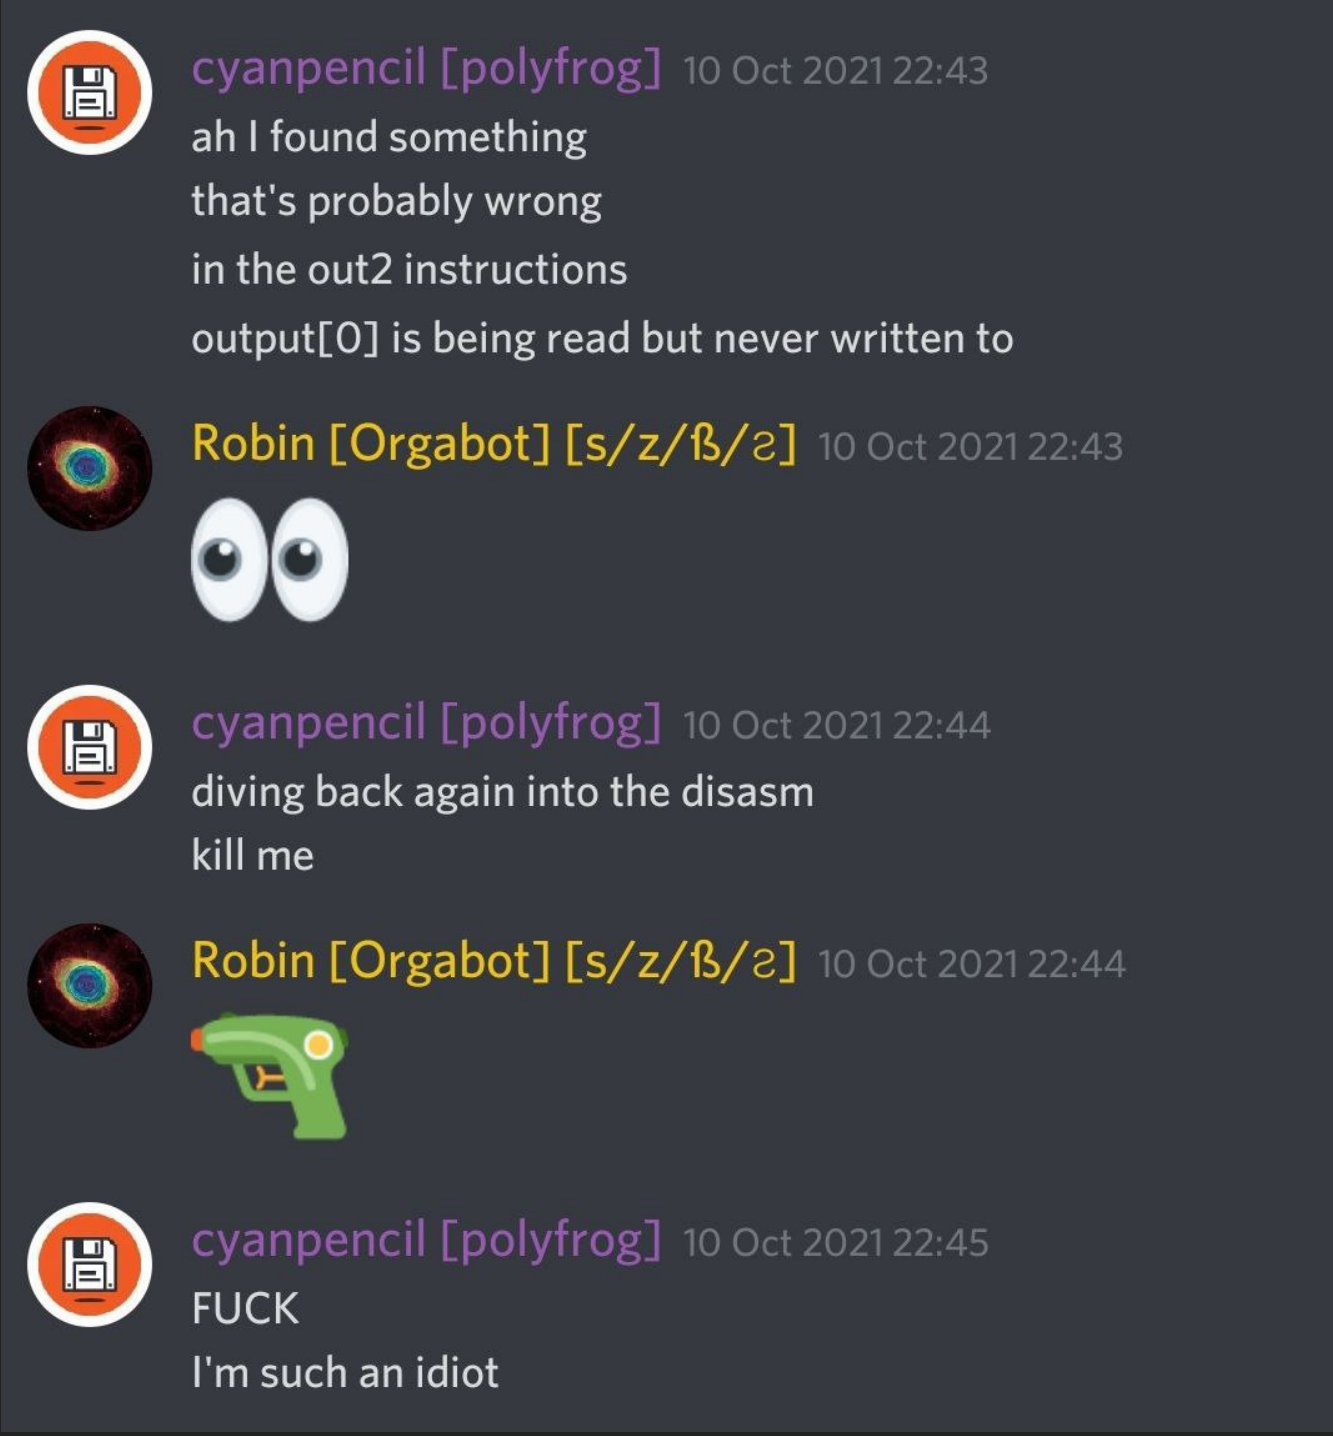 cyanpencil [polyfrog] 10 Oct 2021 22:43
ah I found something
that's probably wrong
in the out2 instructions
output[0] is being read but never written to
Robin [Orgabot] [s/z/ß/ƨ] 10 Oct 2021 22:43
👀
cyanpencil [polyfrog] 10 Oct 2021 22:44
diving back again into the disasm
kill me
Robin [Orgabot] [s/z/ß/ƨ] 10 Oct 2021 22:44
🔫
cyanpencil [polyfrog] 10 Oct 2021 22:45
FUCK
I'm such an idiot